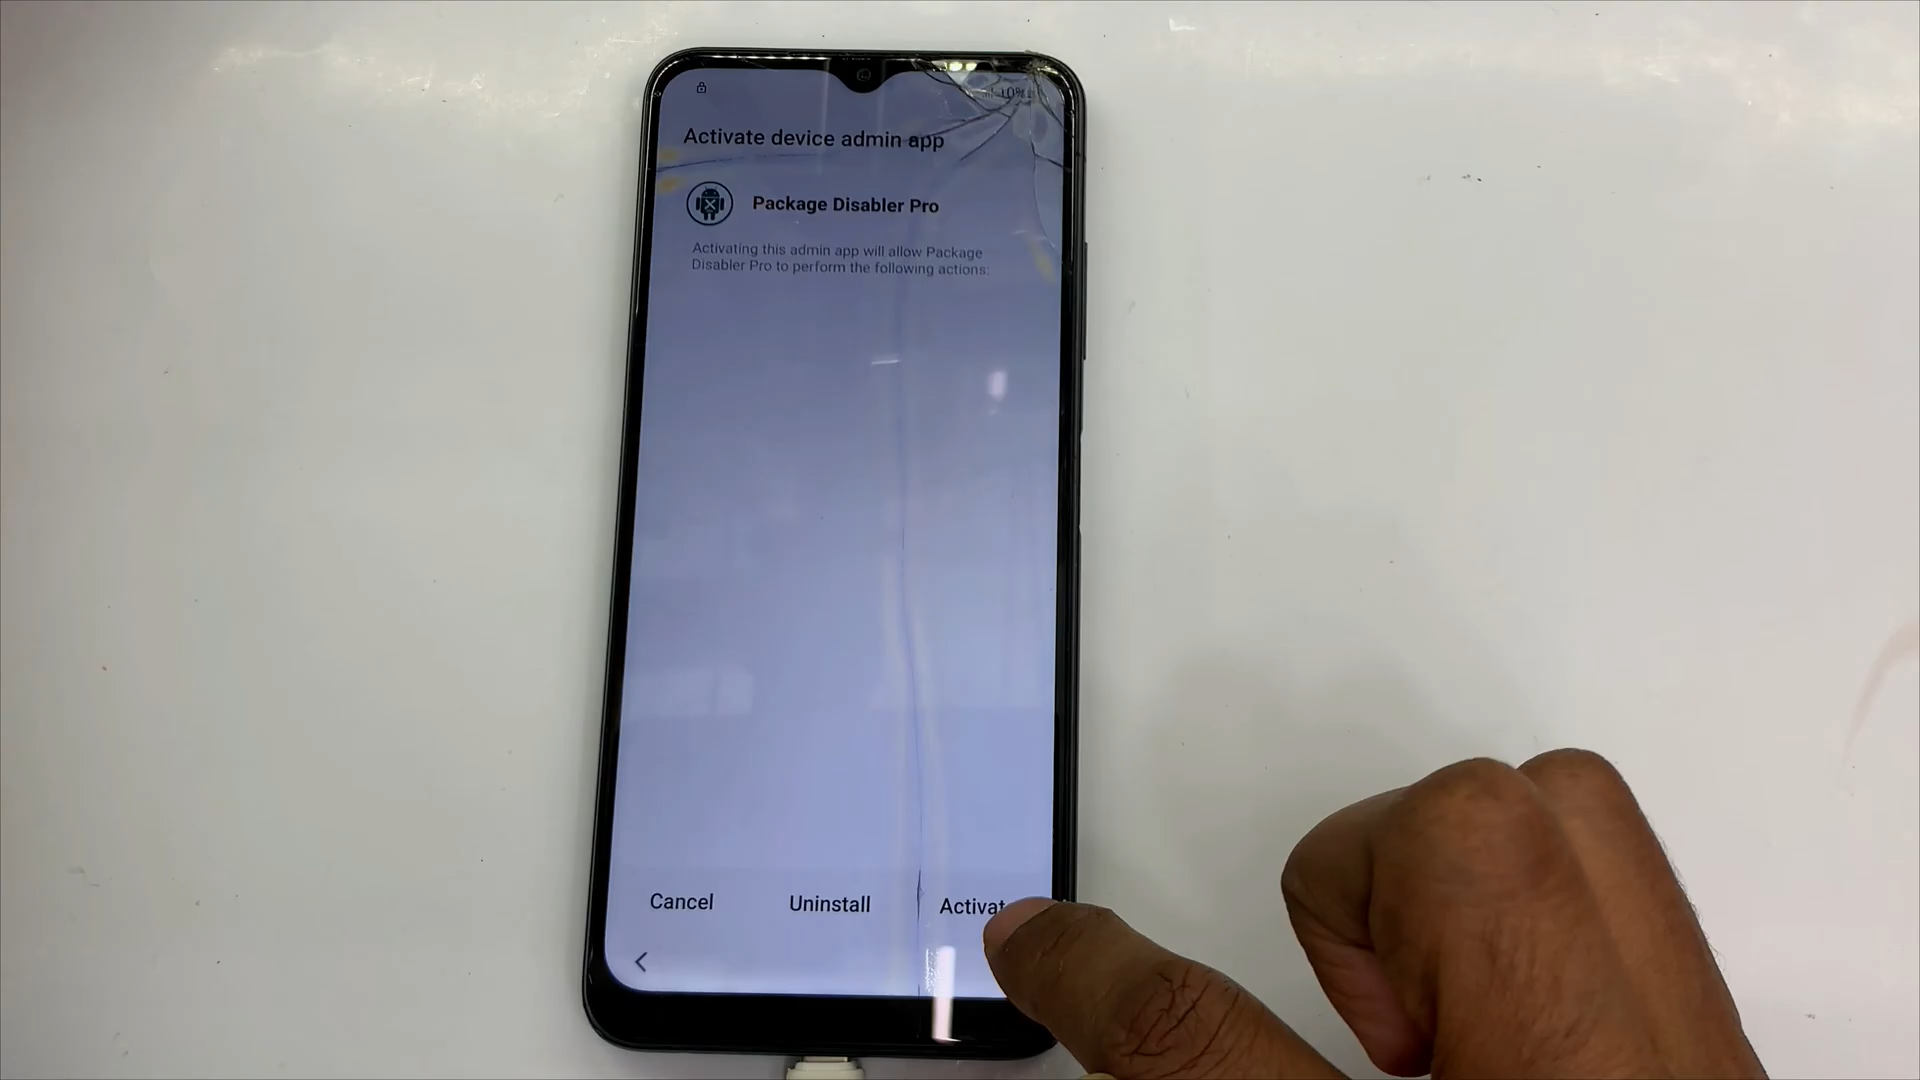 Activate device admin app
Package Disabler Pro
Activating this admin app will allow Package
Disabler Pro to perform the following actions:
Cancel
Uninstall
Activat